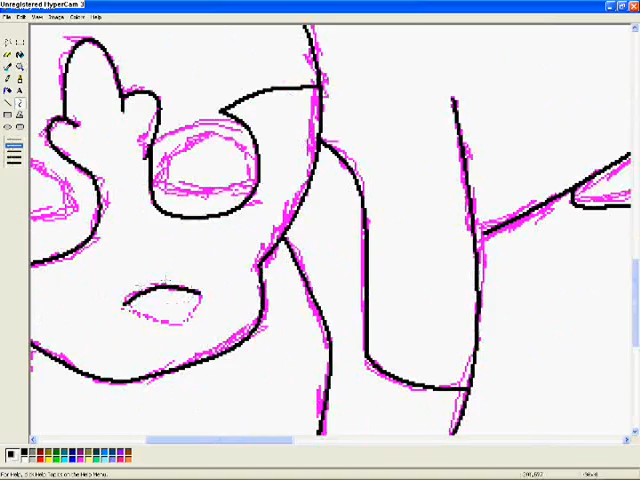 Unregistered HyperCam 3
File Edit View Image Colors Help
For Help, click Help Topics on the Help Menu.